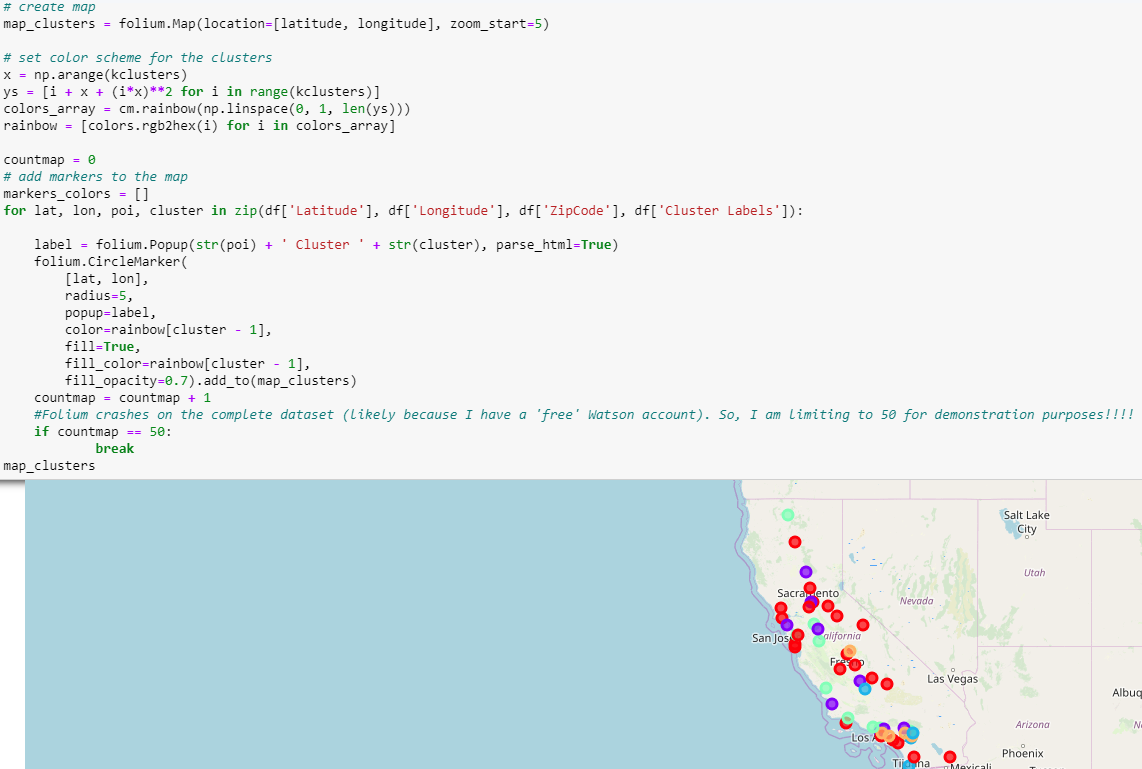 # create map
map_clusters = folium.Map(location=[latitude, longitude], zoom_start=5)
# set color scheme for the clusters
x = np.arange(kclusters)
ys = [i + x + (i*x)**2 for i in range(kclusters)]
colors_array = cm.rainbow(np.linspace(0, 1, len(ys)))
rainbow = [colors.rgb2hex(i) for i in colors_array]
countmap = 0
# add markers to the map
markers_colors = []
for lat, lon, poi, cluster in zip(df['Latitude'], df['Longitude'], df['ZipCode'], df['Cluster Labels']):
    label = folium.Popup(str(poi) + ' Cluster ' + str(cluster), parse_html=True)
    folium.CircleMarker(
        [lat, lon],
        radius=5,
        popup=label,
        color=rainbow[cluster - 1],
        fill=True,
        fill_color=rainbow[cluster - 1],
        fill_opacity=0.7).add_to(map_clusters)
    countmap = countmap + 1
    #Folium crashes on the complete dataset (likely because I have a 'free' Watson account). So, I am limiting to 50 for demonstration purposes!!!!
    if countmap == 50:
            break
map_clusters
Salt Lake
City
Utah
Sacramento
Nevada
San Jos
alifornia
Fresno
Las Vegas
Albuq
Arizona
Los A
Phoenix
Mexicali